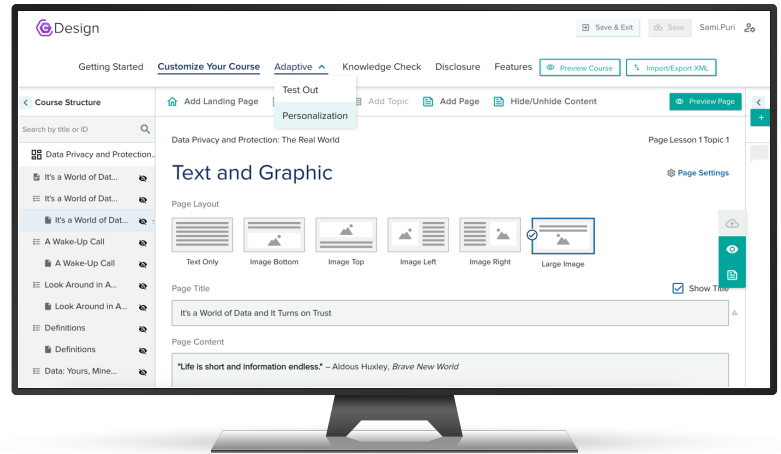 Design
Save & Exit
Save
Sami.Puri
Getting Started
Customize Your Course
Adaptive
Knowledge Check
Disclosure
Features
Preview Course
Import/Export XML
Test Out
Personalization
Course Structure
Add Landing Page
Add Topic
Add Page
Hide/Unhide Content
Preview Page
Search by title or ID
Data Privacy and Protection..
It's a World of Dat...
It's a World of Dat...
It's a World of Dat...
A Wake-Up Call
A Wake-Up Call
Look Around in A...
Look Around in A...
Definitions
Definitions
Data: Yours, Mine...
Data Privacy and Protection: The Real World
Page Lesson 1 Topic 1
Text and Graphic
Page Settings
Page Layout
Text Only
Image Bottom
Image Top
Image Left
Image Right
Large Image
Page Title
Show Title
It's a World of Data and It Turns on Trust
Page Content
"Life is short and information endless." – Aldous Huxley, Brave New World